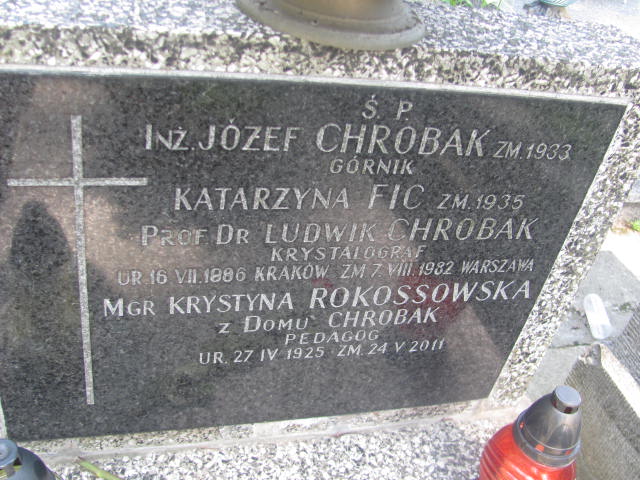 Ś. P.
INŻ. JÓZEF CHROBAK ZM.1933
GÓRNIK
KATARZYNA FIC ZM.1935
PROF. DR LUDWIK CHROBAK
KRYSTALOGRAF
UR.16 VII.1886 KRAKÓW ZM.7.VIII.1982 WARSZAWA
MGR KRYSTYNA ROKOSSOWSKA
Z DOMU CHROBAK
PEDAGOG
UR. 27 IV 1925 ZM. 24 V 2011